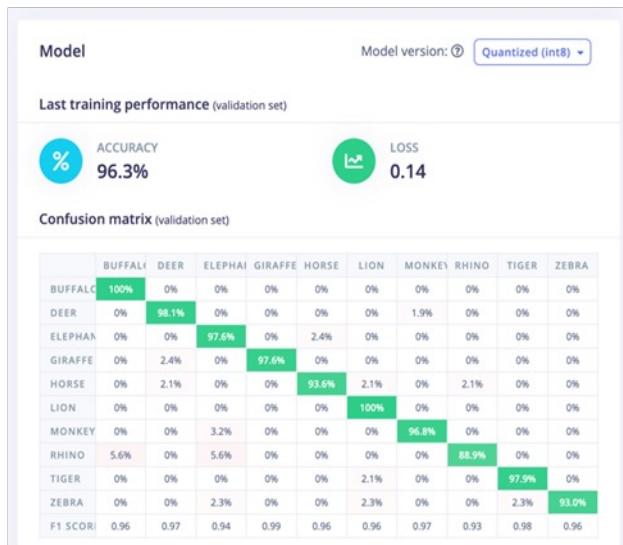 Model
Model version: ? Quantized (int8)
Last training performance (validation set)
% ACCURACY
96.3%
LOSS
0.14
Confusion matrix (validation set)
BUFFAL DEER ELEPHAI GIRAFFE HORSE LION MONKEY RHINO TIGER ZEBRA
BUFFALO 100% 0% 0% 0% 0% 0% 0% 0% 0% 0%
DEER 0% 98.1% 0% 0% 0% 0% 1.9% 0% 0% 0%
ELEPHAN 0% 0% 97.6% 0% 2.4% 0% 0% 0% 0% 0%
GIRAFFE 0% 2.4% 0% 97.6% 0% 0% 0% 0% 0% 0%
HORSE 0% 2.1% 0% 0% 93.6% 2.1% 0% 2.1% 0% 0%
LION 0% 0% 0% 0% 0% 100% 0% 0% 0% 0%
MONKEY 0% 0% 3.2% 0% 0% 0% 96.8% 0% 0% 0%
RHINO 5.6% 0% 5.6% 0% 0% 0% 0% 88.9% 0% 0%
TIGER 0% 0% 0% 0% 0% 2.1% 0% 0% 97.9% 0%
ZEBRA 0% 0% 2.3% 0% 0% 2.3% 0% 0% 2.3% 93.0%
F1 SCORI 0.96 0.97 0.94 0.99 0.96 0.96 0.97 0.93 0.98 0.96